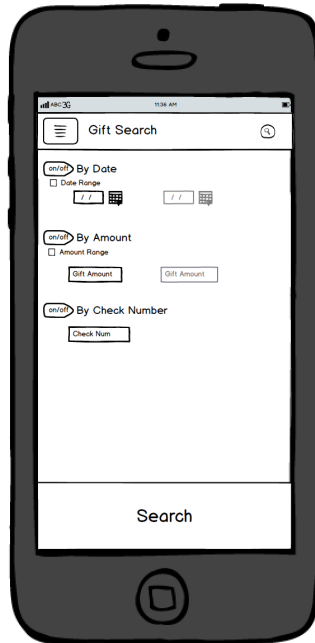 ABC 3G 11:36 AM
Gift Search
on/off By Date
Date Range
/ / / /
on/off By Amount
Amount Range
Gift Amount Gift Amount
on/off By Check Number
Check Num
Search